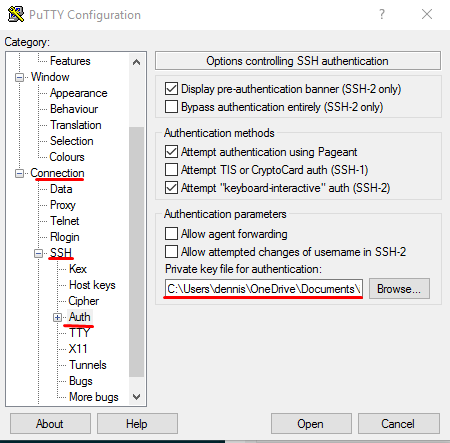 PuTTY Configuration
Category:
Features
Window
Appearance
Behaviour
Translation
Selection
Colours
Connection
Data
Proxy
Telnet
Rlogin
SSH
Kex
Host keys
Cipher
Auth
TTY
X11
Tunnels
Bugs
More bugs
Options controlling SSH authentication
Display pre-authentication banner (SSH-2 only)
Bypass authentication entirely (SSH-2 only)
Authentication methods
Attempt authentication using Pageant
Attempt TIS or CryptoCard auth (SSH-1)
Attempt "keyboard-interactive" auth (SSH-2)
Authentication parameters
Allow agent forwarding
Allow attempted changes of username in SSH-2
Private key file for authentication:
C:\Users\dennis\OneDrive\Documents\
Browse...
About
Help
Open
Cancel